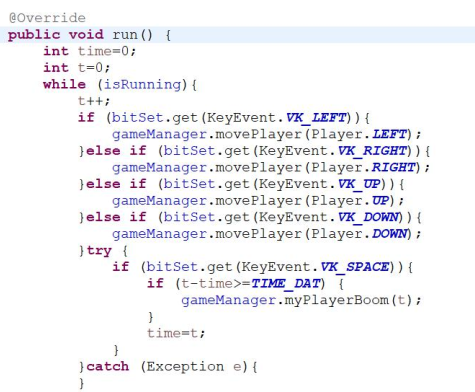 @Override
public void run() {
    int time=0;
    int t=0;
    while (isRunning){
        t++;
        if (bitSet.get(KeyEvent.VK_LEFT)){
            gameManager.movePlayer(Player.LEFT);
        }else if (bitSet.get(KeyEvent.VK_RIGHT)){
            gameManager.movePlayer(Player.RIGHT);
        }else if (bitSet.get(KeyEvent.VK_UP)){
            gameManager.movePlayer(Player.UP);
        }else if (bitSet.get(KeyEvent.VK_DOWN)){
            gameManager.movePlayer(Player.DOWN);
        }try {
            if (bitSet.get(KeyEvent.VK_SPACE)){
                if (t-time>=TIME_DAT) {
                    gameManager.myPlayerBoom(t);
                }
                time=t;
            }
        }catch (Exception e){
        }